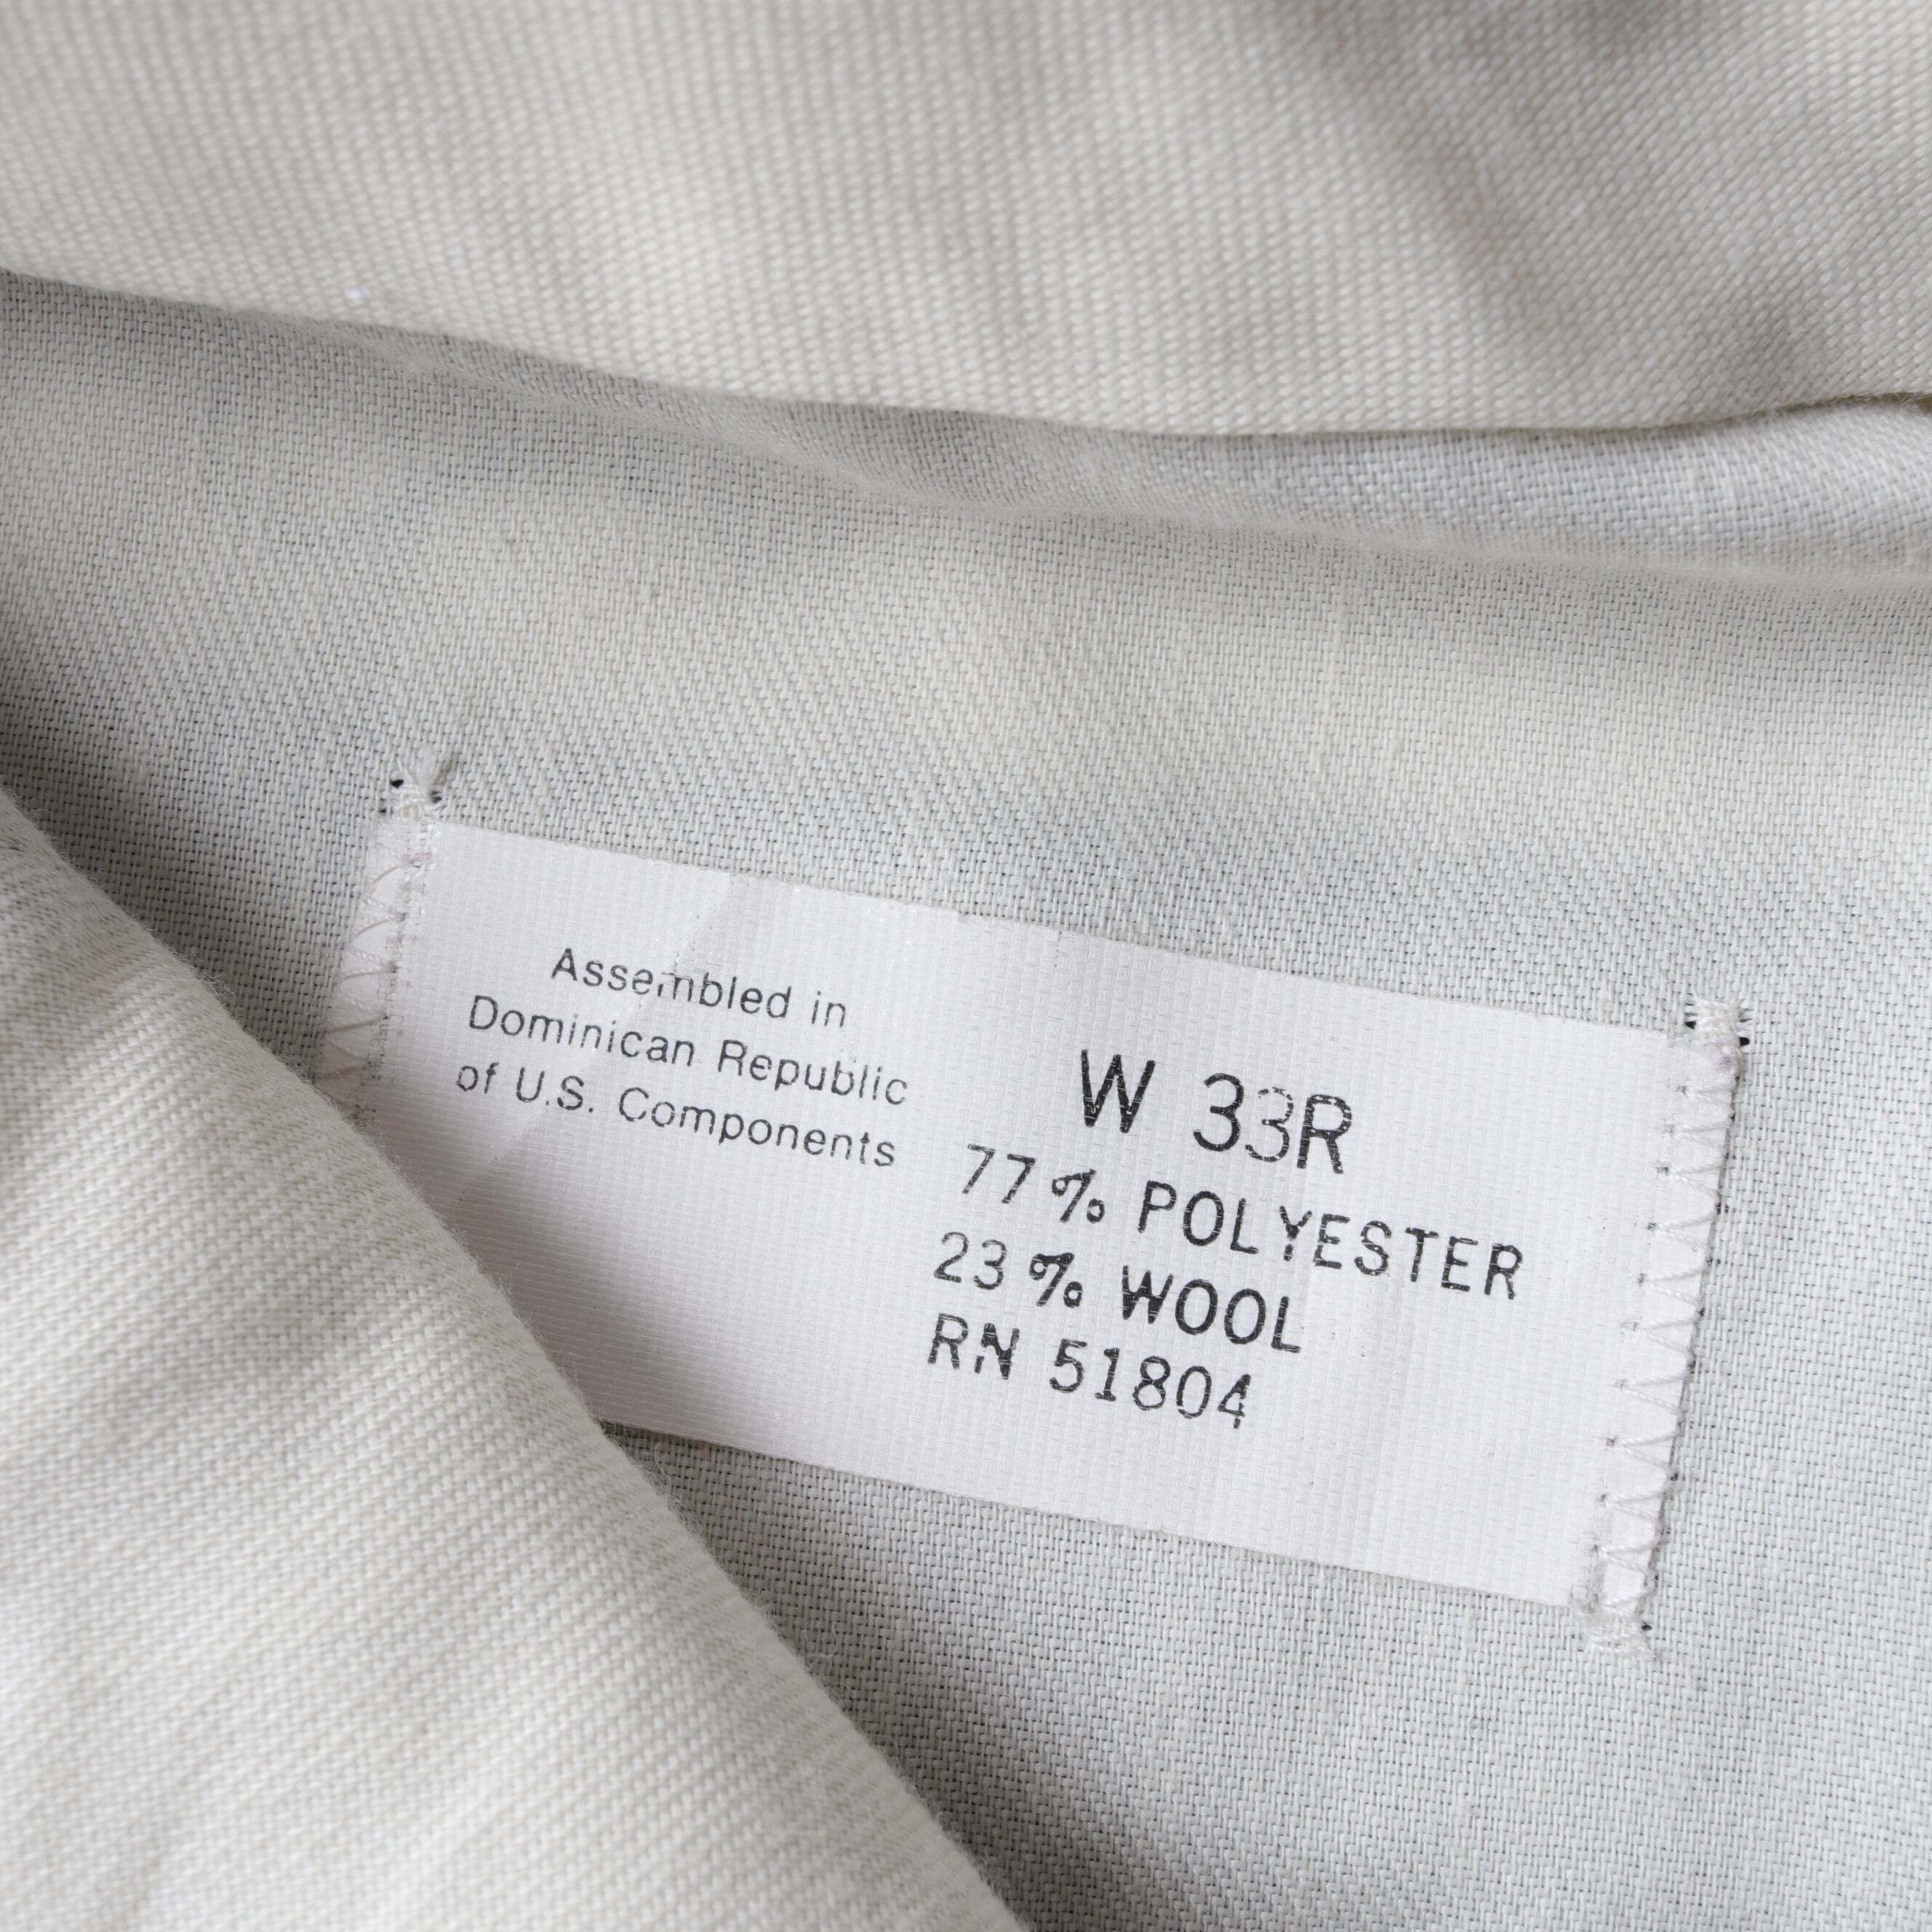 Assembled in
Dominican Republic
of U.S. Components
W 33R
77% POLYESTER
23% WOOL
RN 51804